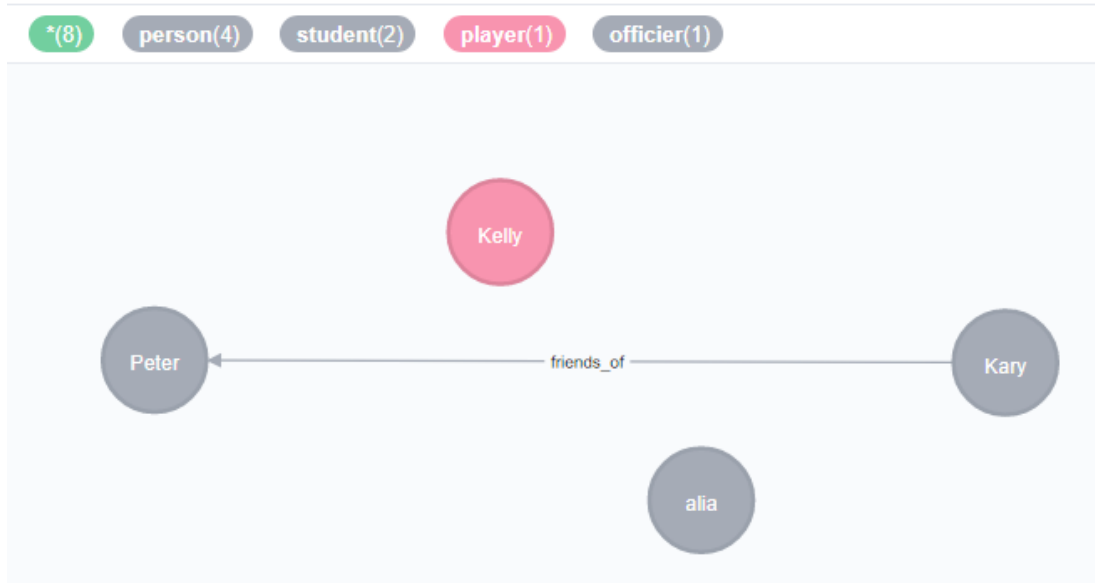 *(8) person(4) student(2) player(1) officier(1)
Kelly
Peter
friends_of
Kary
alia